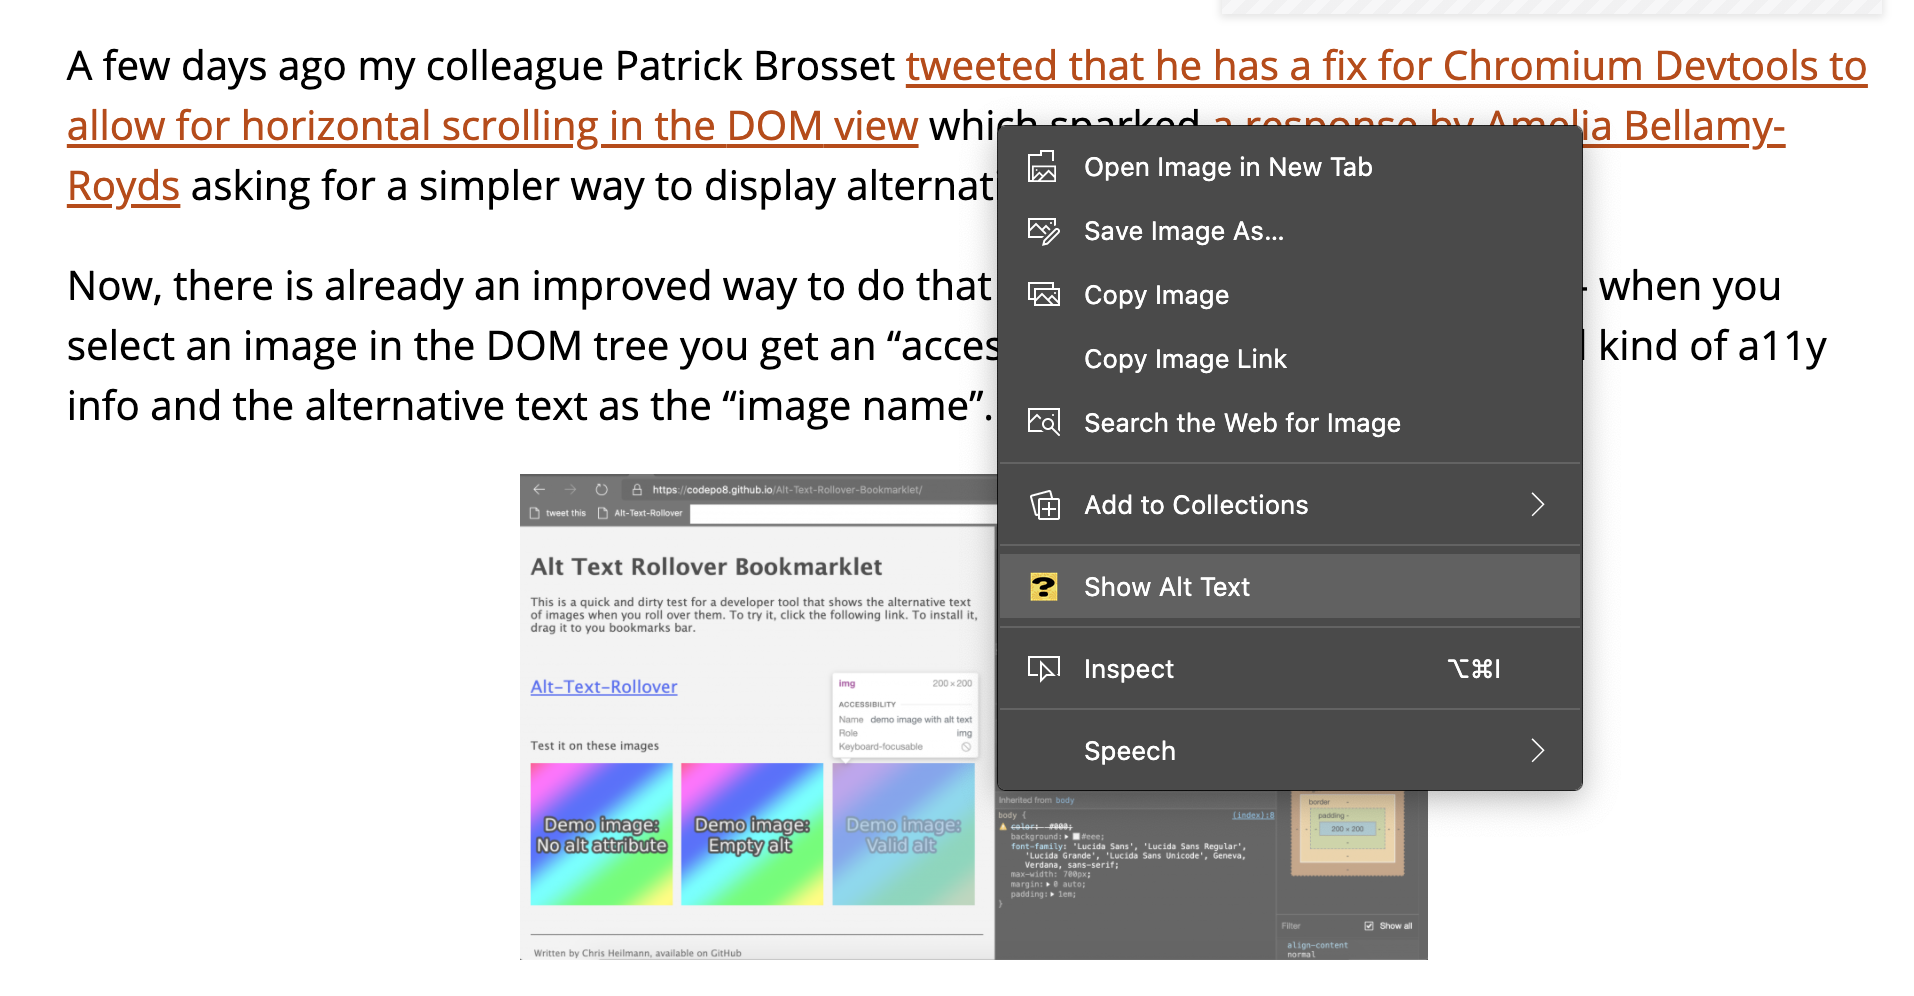 A few days ago my colleague Patrick Brosset tweeted that he has a fix for Chromium Devtools to
allow for horizontal scrolling in the DOM view which sparked a response by Amelia Bellamy-
Royds asking for a simpler way to display alternati
Now, there is already an improved way to do that - when you
select an image in the DOM tree you get an “acces kind of a11y
info and the alternative text as the “image name”.
Open Image in New Tab
Save Image As...
Copy Image
Copy Image Link
Search the Web for Image
Add to Collections
Show Alt Text
Inspect ⌥⌘I
Speech
https://codepo8.github.io/Alt-Text-Rollover-Bookmarklet/
tweet this Alt-Text-Rollover
Alt Text Rollover Bookmarklet
This is a quick and dirty test for a developer tool that shows the alternative text
of images when you roll over them. To try it, click the following link. To install it,
drag it to you bookmarks bar.
Alt-Text-Rollover
img 200 × 200
ACCESSIBILITY
Name demo image with alt text
Role img
Keyboard-focusable
Test it on these images
Demo image:
No alt attribute
Demo image:
Empty alt
Demo image:
Valid alt
Written by Chris Heilmann, available on GitHub
Inherited from body
body { (index):8
color: #000;
background: #eee;
font-family: 'Lucida Sans', 'Lucida Sans Regular',
'Lucida Grande', 'Lucida Sans Unicode', Geneva,
Verdana, sans-serif;
max-width: 700px;
margin: 0 auto;
padding: 1em;
}
border -
padding -
200 × 200
Filter Show all
align-content
normal